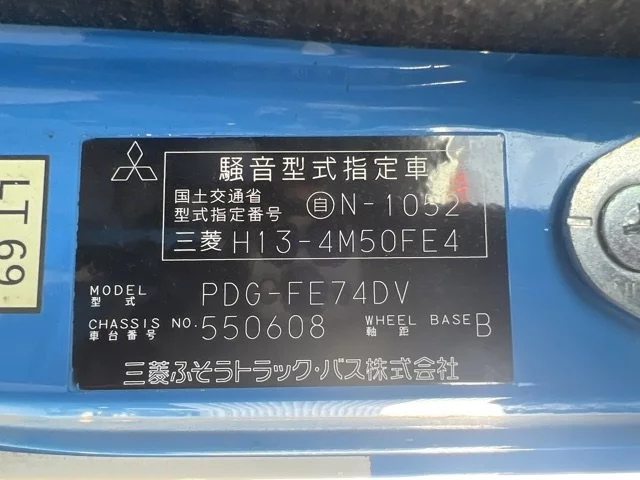 騒音型式指定車
国土交通省
型式指定番号 自N-1052
三菱 H13-4M50FE4
MODEL
型式 PDG-FE74DV
CHASSIS NO.
車台番号 550608 WHEEL BASE
軸距 B
三菱ふそうトラック・バス株式会社
LT69